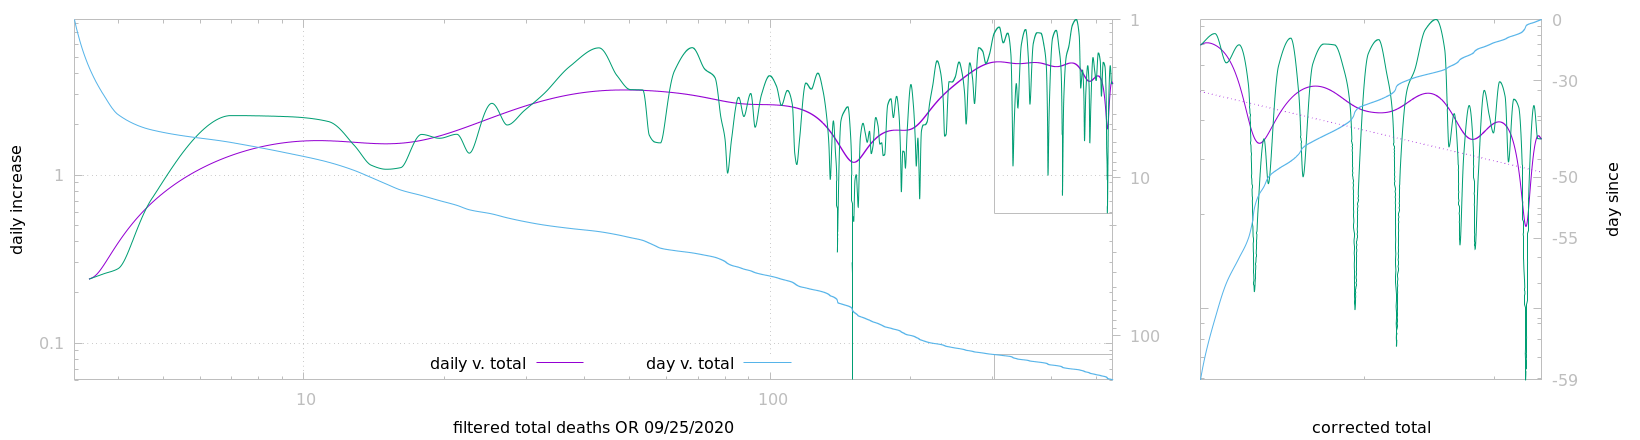 daily increase
1
0.1
10
100
daily v. total
day v. total
filtered total deaths OR 09/25/2020
1
10
100
0
-30
-50
-55
-59
day since
corrected total